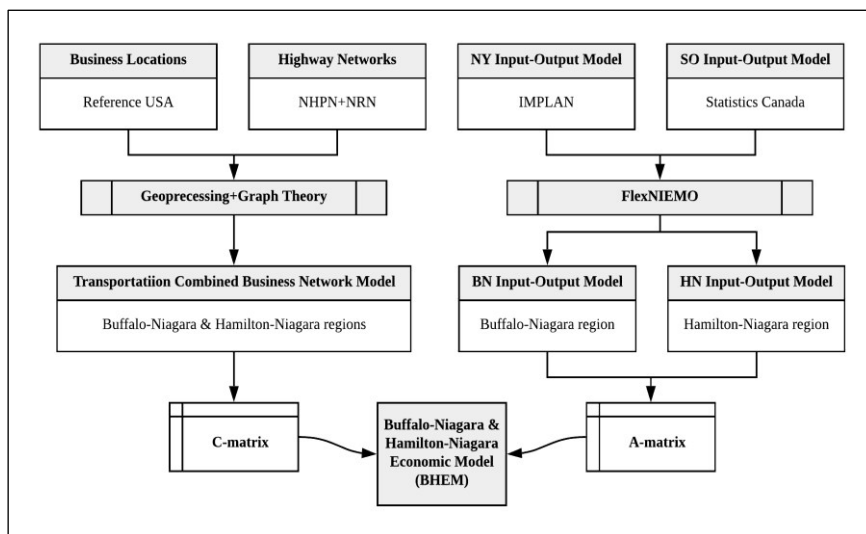 Business Locations
Reference USA
Highway Networks
NHPN+NRN
NY Input-Output Model
IMPLAN
SO Input-Output Model
Statistics Canada
Geoprecessing+Graph Theory
FlexNIEMO
Transportatiion Combined Business Network Model
Buffalo-Niagara & Hamilton-Niagara regions
BN Input-Output Model
Buffalo-Niagara region
HN Input-Output Model
Hamilton-Niagara region
C-matrix
Buffalo-Niagara &
Hamilton-Niagara
Economic Model
(BHEM)
A-matrix